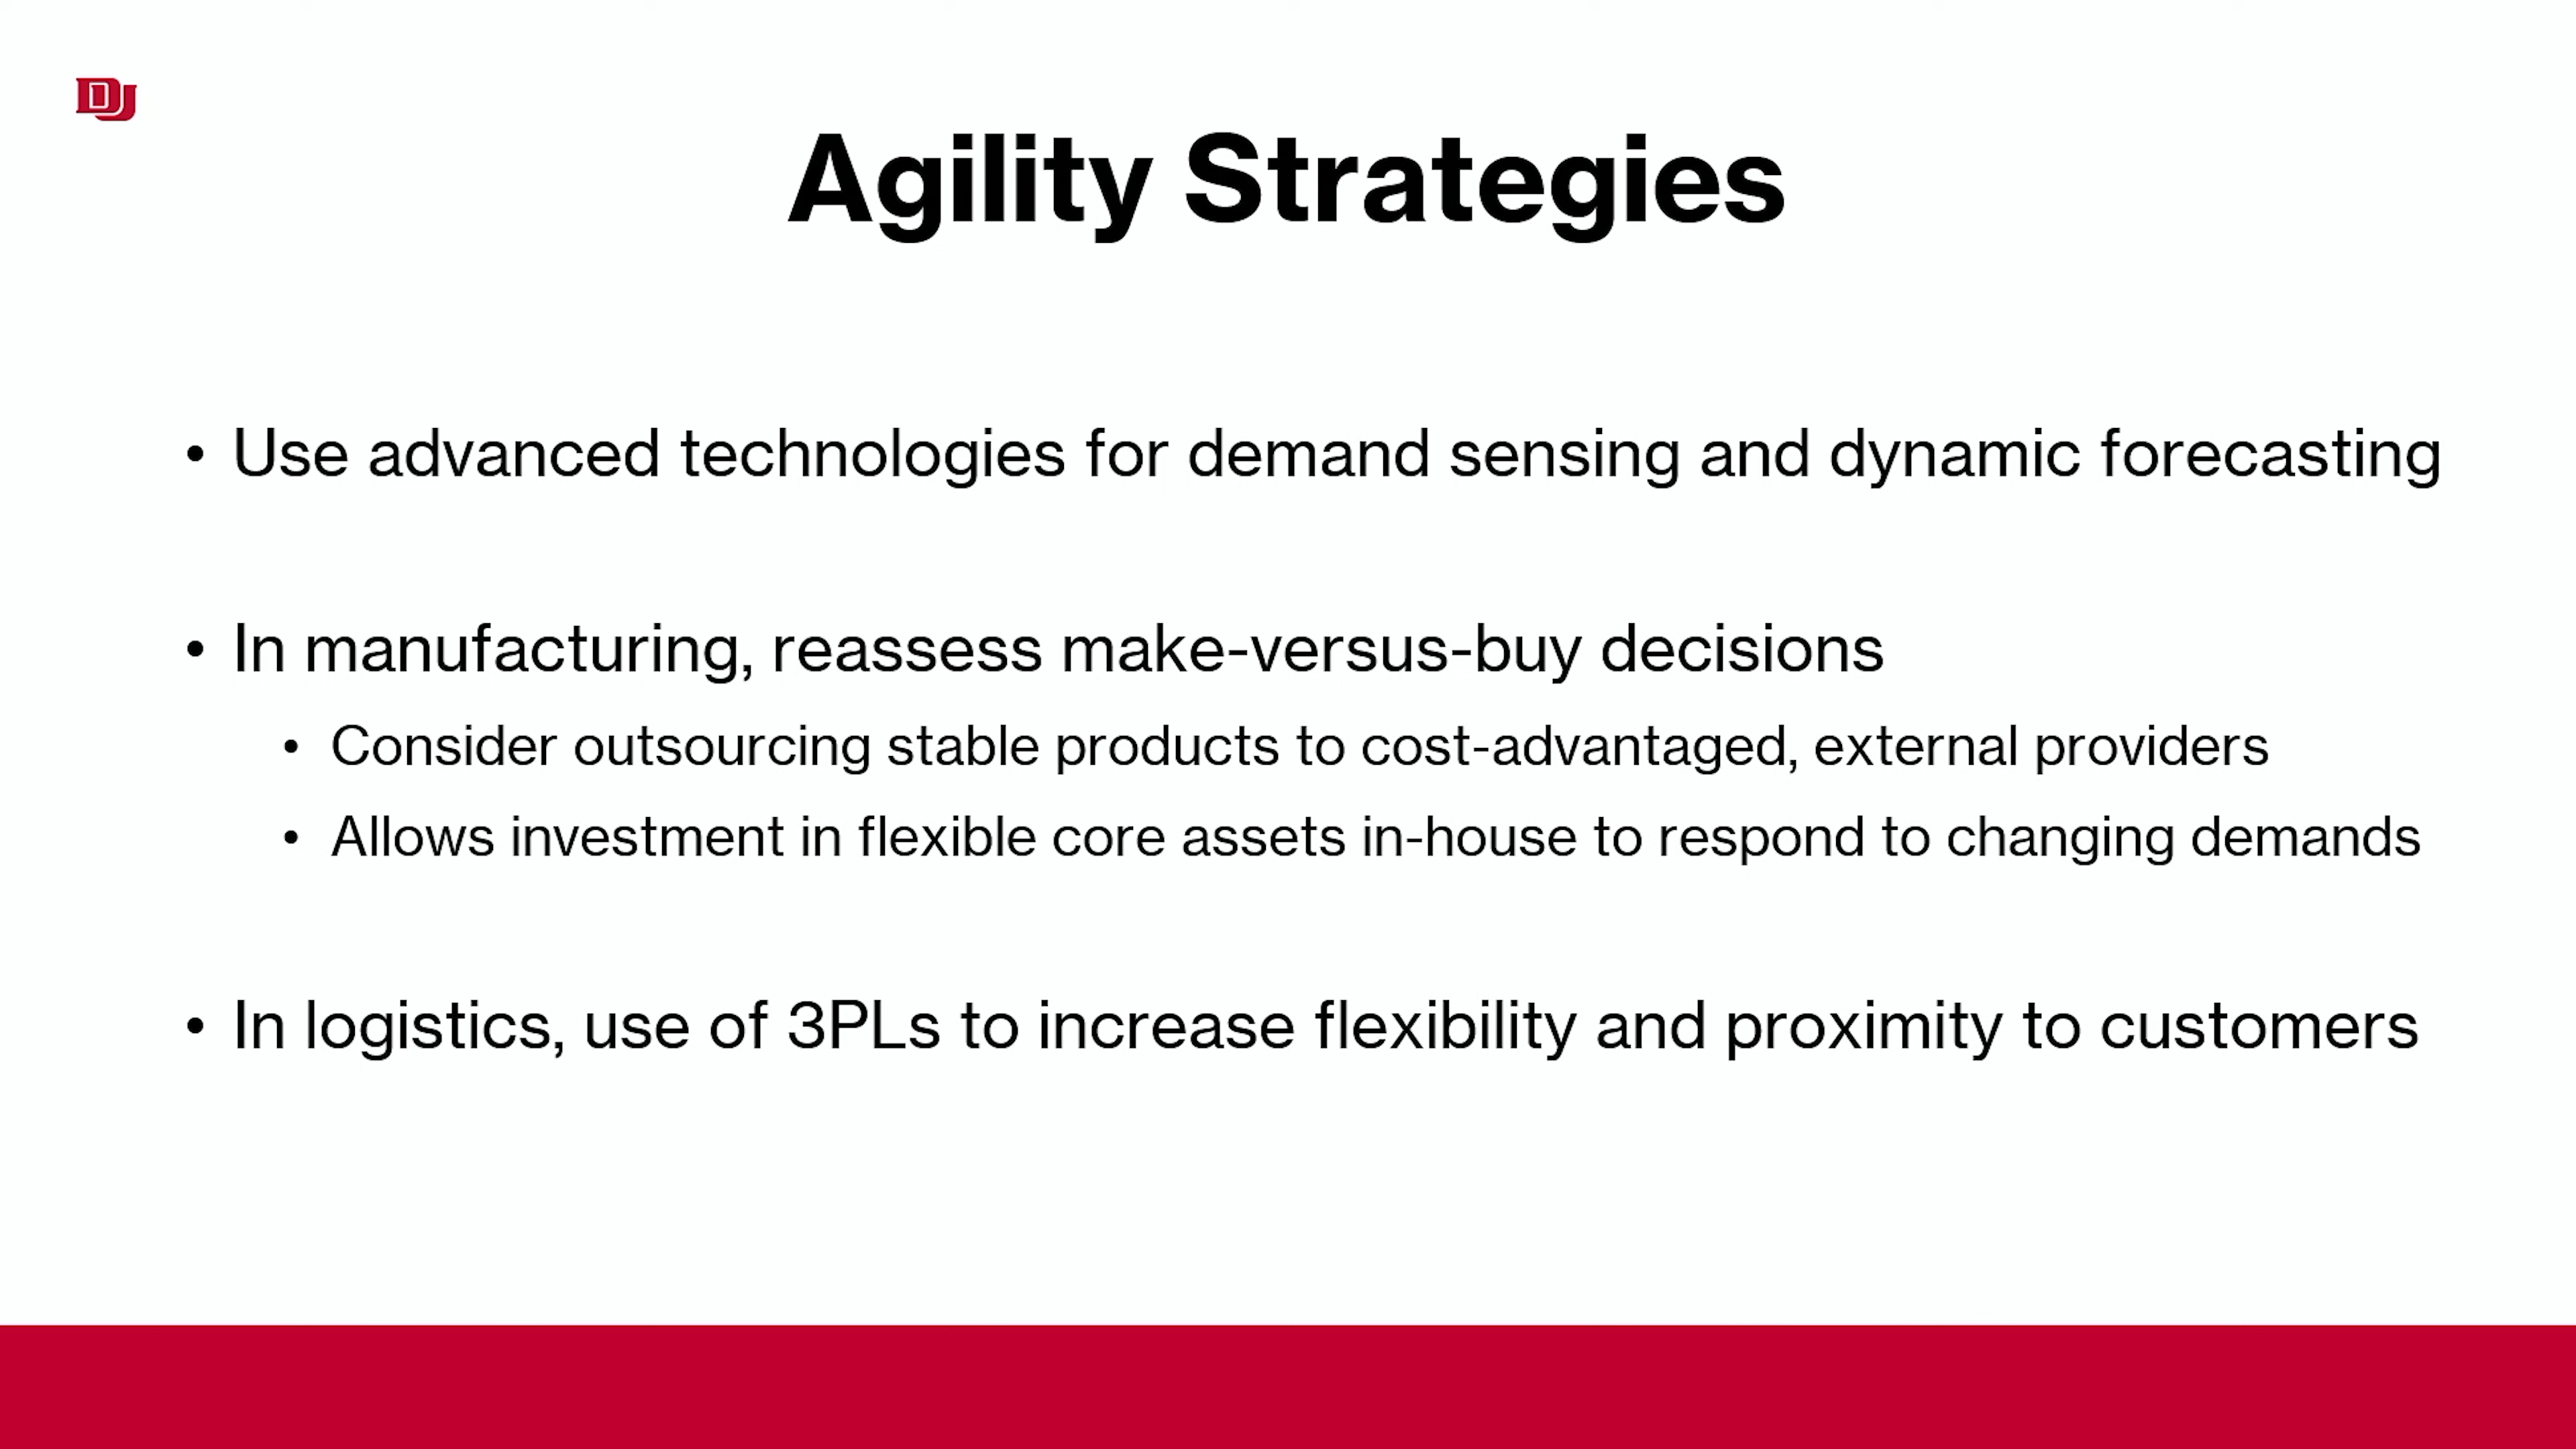 DU
Agility Strategies
• Use advanced technologies for demand sensing and dynamic forecasting
• In manufacturing, reassess make-versus-buy decisions
• Consider outsourcing stable products to cost-advantaged, external providers
• Allows investment in flexible core assets in-house to respond to changing demands
• In logistics, use of 3PLs to increase flexibility and proximity to customers